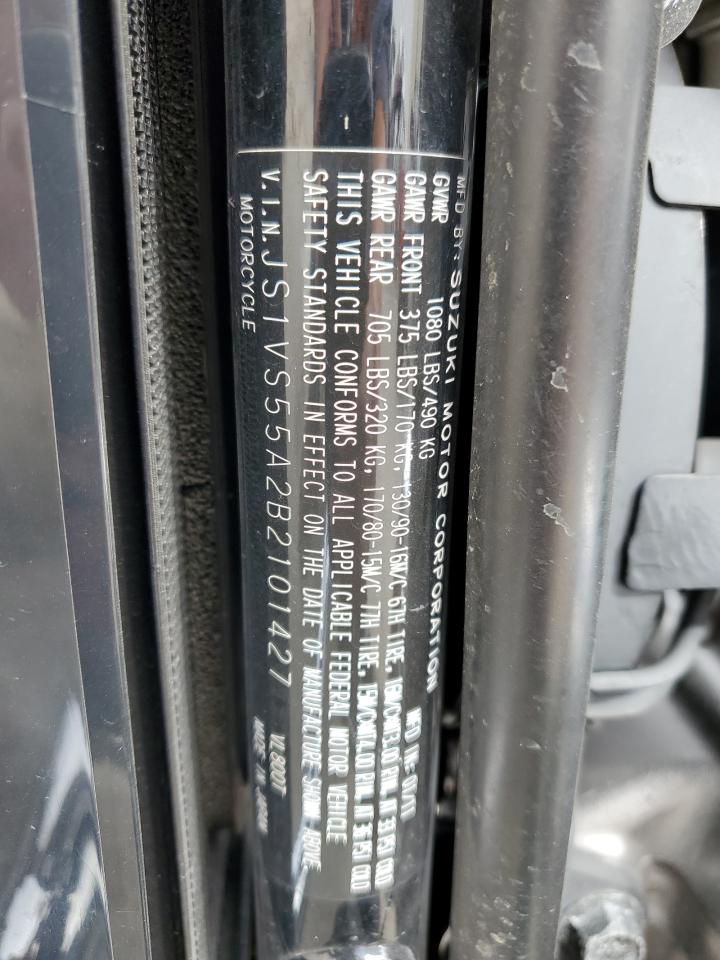 MFD BY: SUZUKI MOTOR CORPORATION
GVWR 1080 LBS/490 KG
GAWR FRONT 375 LBS/170 KG, 130/90-16M/C 67H TIRE, COLD
GAWR REAR 705 LBS/320 KG, 170/80-15M/C 77H TIRE, COLD
THIS VEHICLE CONFORMS TO ALL APPLICABLE FEDERAL MOTOR VEHICLE
SAFETY STANDARDS IN EFFECT ON THE DATE OF MANUFACTURE SHOWN ABOVE
V.I.N. JS1VS55A2B2101427 VL800T
MOTORCYCLE MADE IN